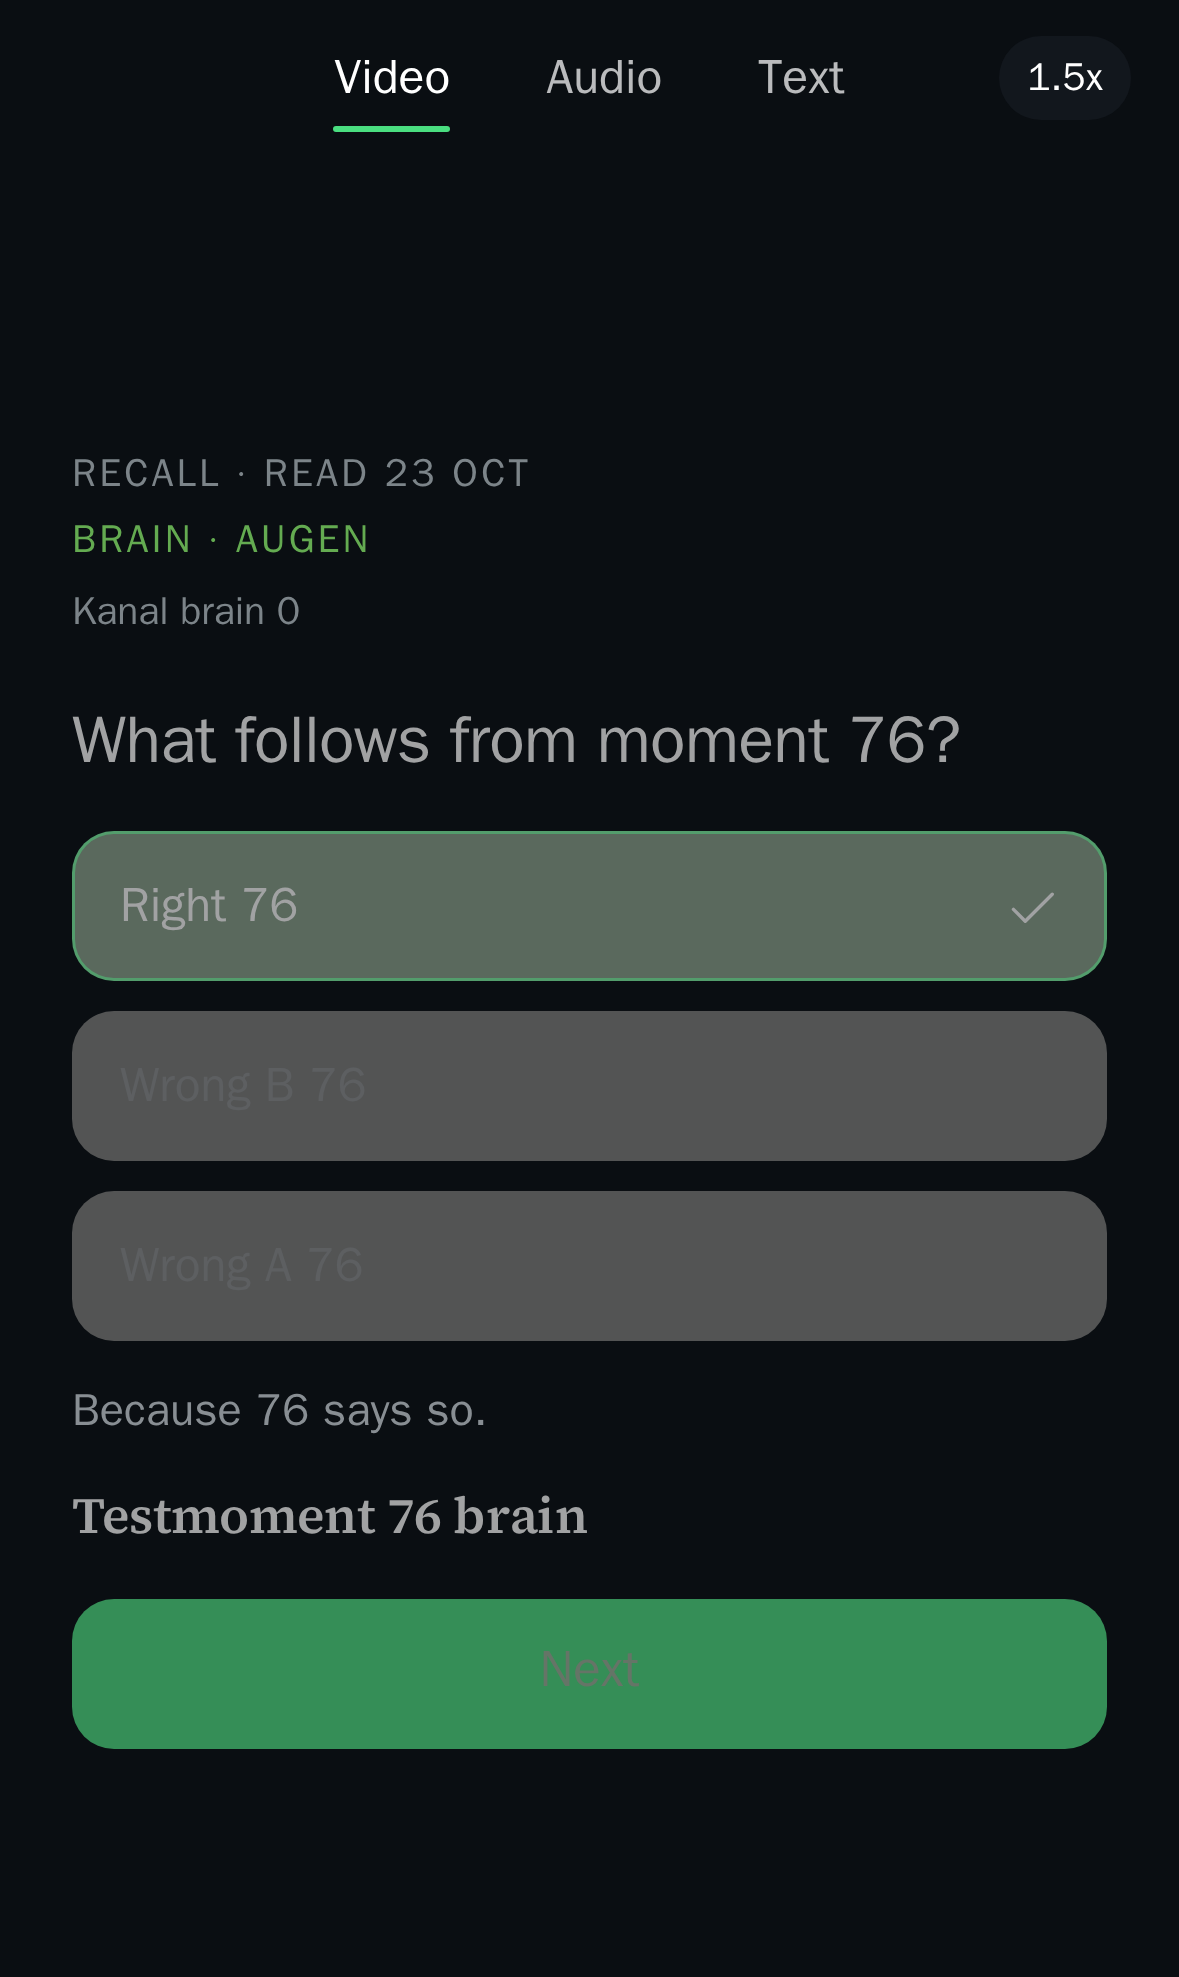 Video Audio Text 1.5x
RECALL · READ 23 OCT
BRAIN · AUGEN
Kanal brain 0
What follows from moment 76?
Right 76
Wrong B 76
Wrong A 76
Because 76 says so.
Testmoment 76 brain
Next